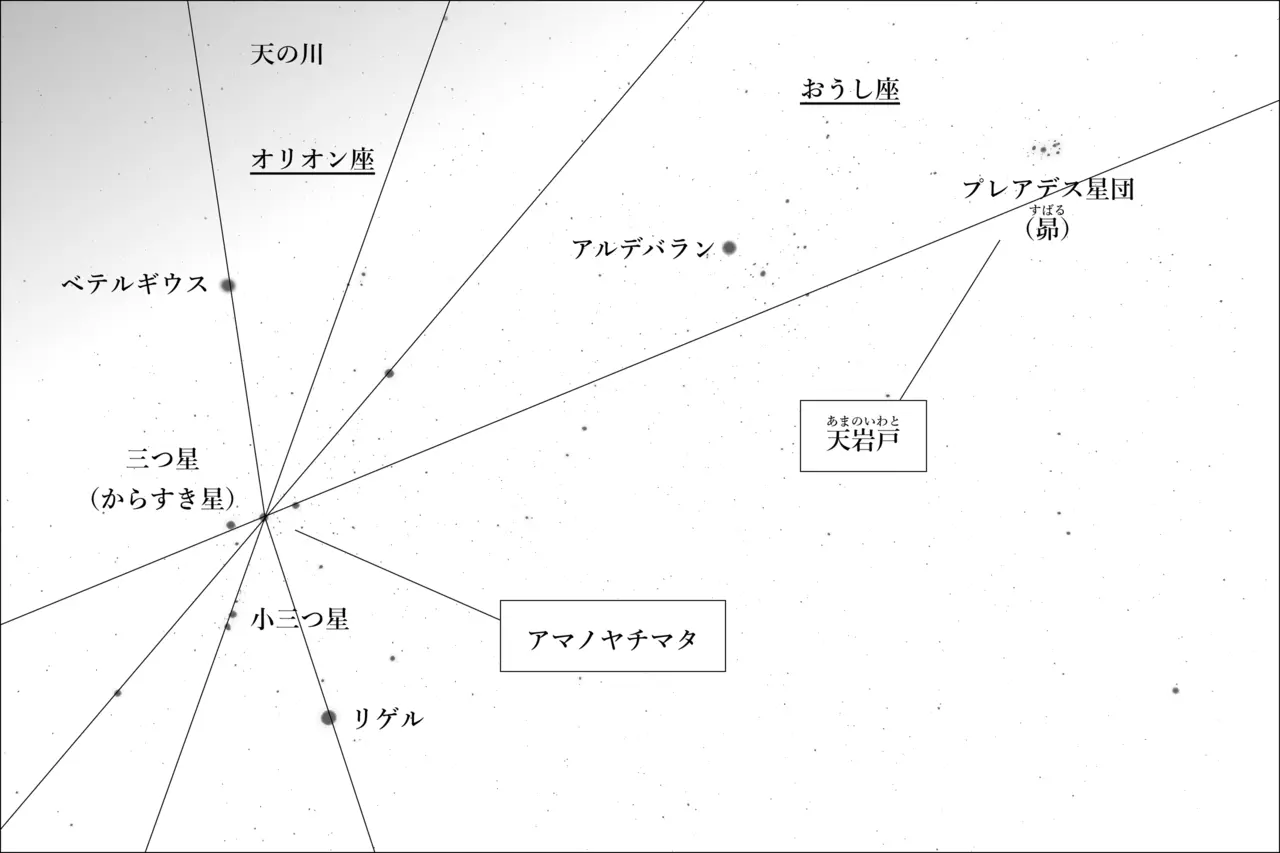 天の川
おうし座
オリオン座
プレアデス星団
すばる
（昴）
アルデバラン
ベテルギウス
あまのいわと
天岩戸
三つ星
（からすき星）
小三つ星
アマノヤチマタ
リゲル